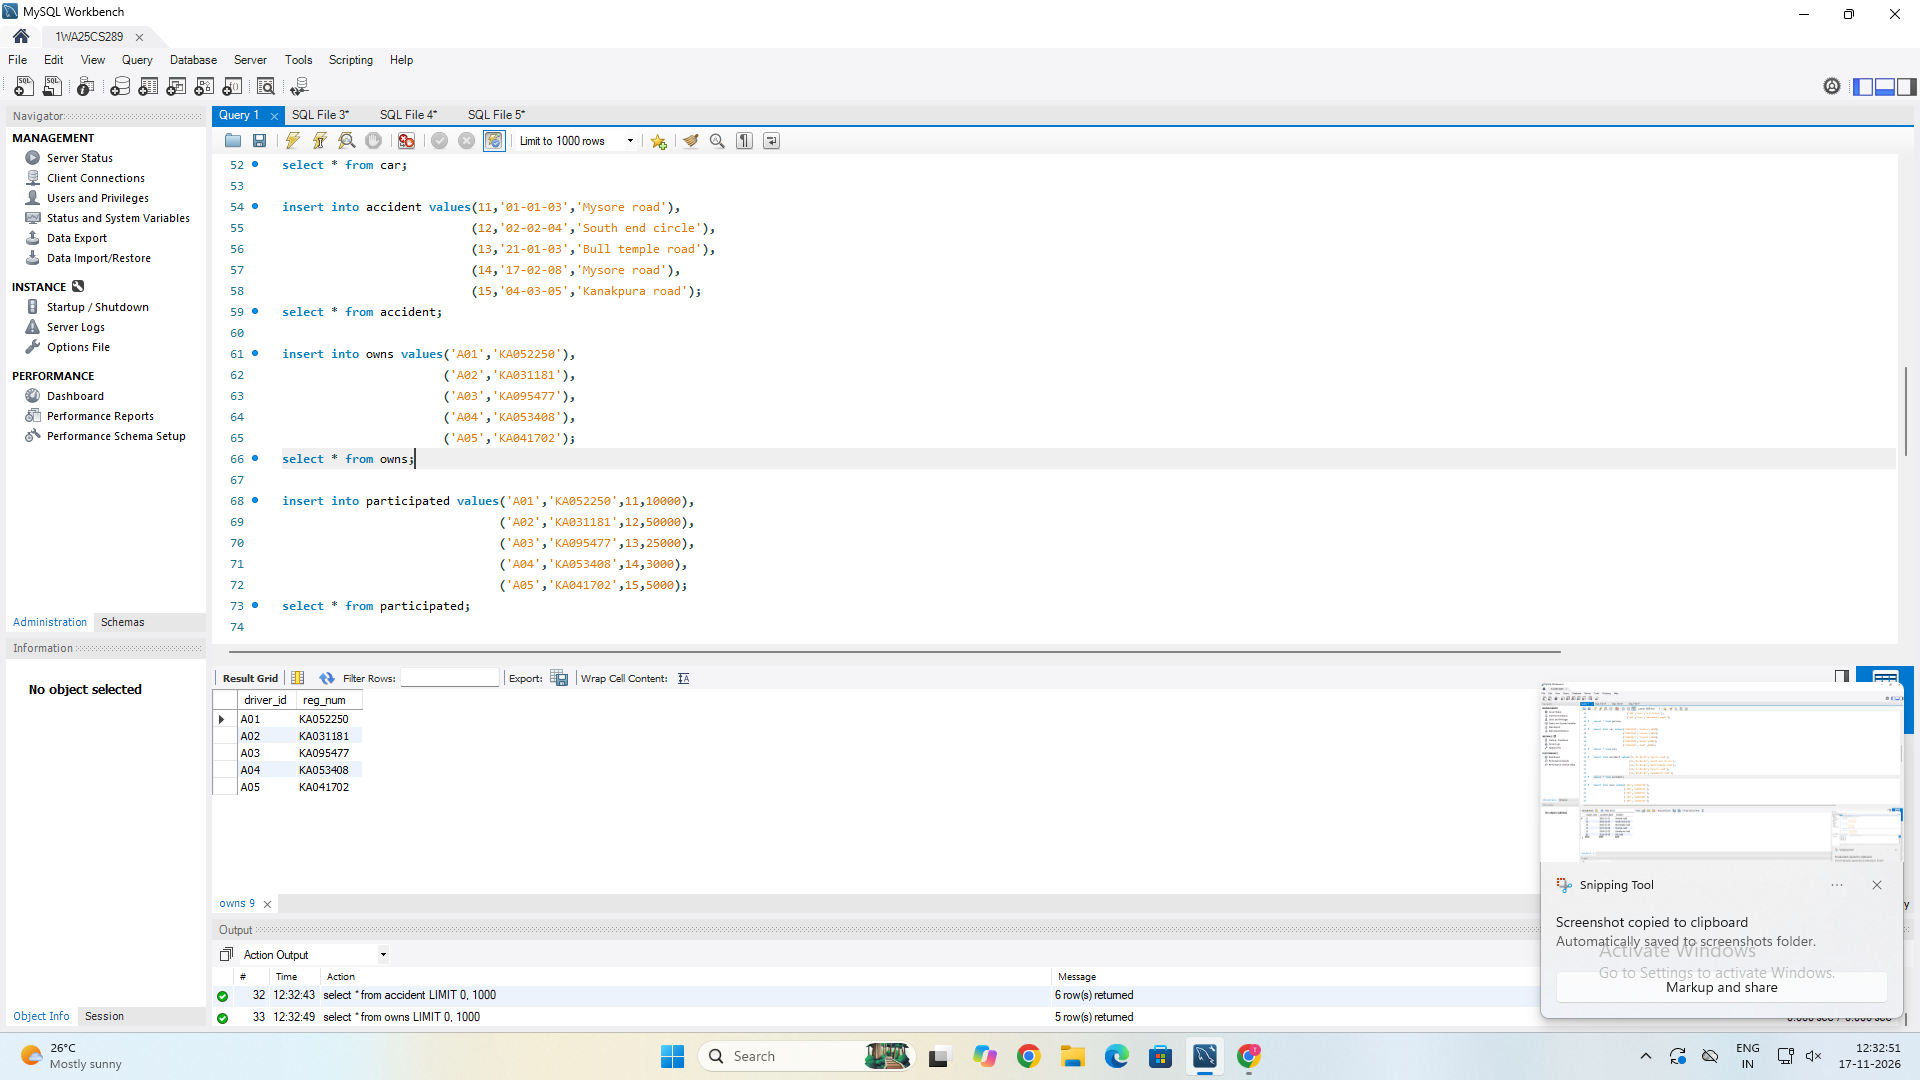 MySQL Workbench
1WA25CS289
File Edit View Query Database Server Tools Scripting Help
Navigator
MANAGEMENT
Server Status
Client Connections
Users and Privileges
Status and System Variables
Data Export
Data Import/Restore
INSTANCE
Startup / Shutdown
Server Logs
Options File
PERFORMANCE
Dashboard
Performance Reports
Performance Schema Setup
Administration Schemas
Information
No object selected
Object Info Session
Query 1 SQL File 3* SQL File 4* SQL File 5*
Limit to 1000 rows
52 select * from car;
53
54 insert into accident values(11,'01-01-03','Mysore road'),
55 (12,'02-02-04','South end circle'),
56 (13,'21-01-03','Bull temple road'),
57 (14,'17-02-08','Mysore road'),
58 (15,'04-03-05','Kanakpura road');
59 select * from accident;
60
61 insert into owns values('A01','KA052250'),
62 ('A02','KA031181'),
63 ('A03','KA095477'),
64 ('A04','KA053408'),
65 ('A05','KA041702');
66 select * from owns;
67
68 insert into participated values('A01','KA052250',11,10000),
69 ('A02','KA031181',12,50000),
70 ('A03','KA095477',13,25000),
71 ('A04','KA053408',14,3000),
72 ('A05','KA041702',15,5000);
73 select * from participated;
74
Result Grid Filter Rows: Export: Wrap Cell Content:
driver_id reg_num
A01 KA052250
A02 KA031181
A03 KA095477
A04 KA053408
A05 KA041702
owns 9
Output
Action Output
# Time Action Message
32 12:32:43 select * from accident LIMIT 0, 1000 6 row(s) returned
33 12:32:49 select * from owns LIMIT 0, 1000 5 row(s) returned
Snipping Tool
Screenshot copied to clipboard
Automatically saved to screenshots folder.
Activate Windows
Go to Settings to activate Windows.
Markup and share
26°C
Mostly sunny
Search
ENG
IN
12:32:51
17-11-2026